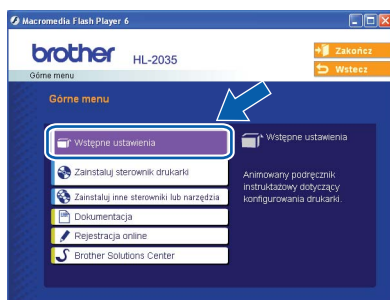 Macromedia Flash Player 6
brother
HL-2035
Zakończ
Wstecz
Górne menu
Górne menu
Wstępne ustawienia
Zainstaluj sterownik drukarki
Zainstaluj inne sterowniki lub narzędzia
Dokumentacja
Rejestracja online
Brother Solutions Center
Wstępne ustawienia
Animowany podręcznik
instruktażowy dotyczący
konfigurowania drukarki.